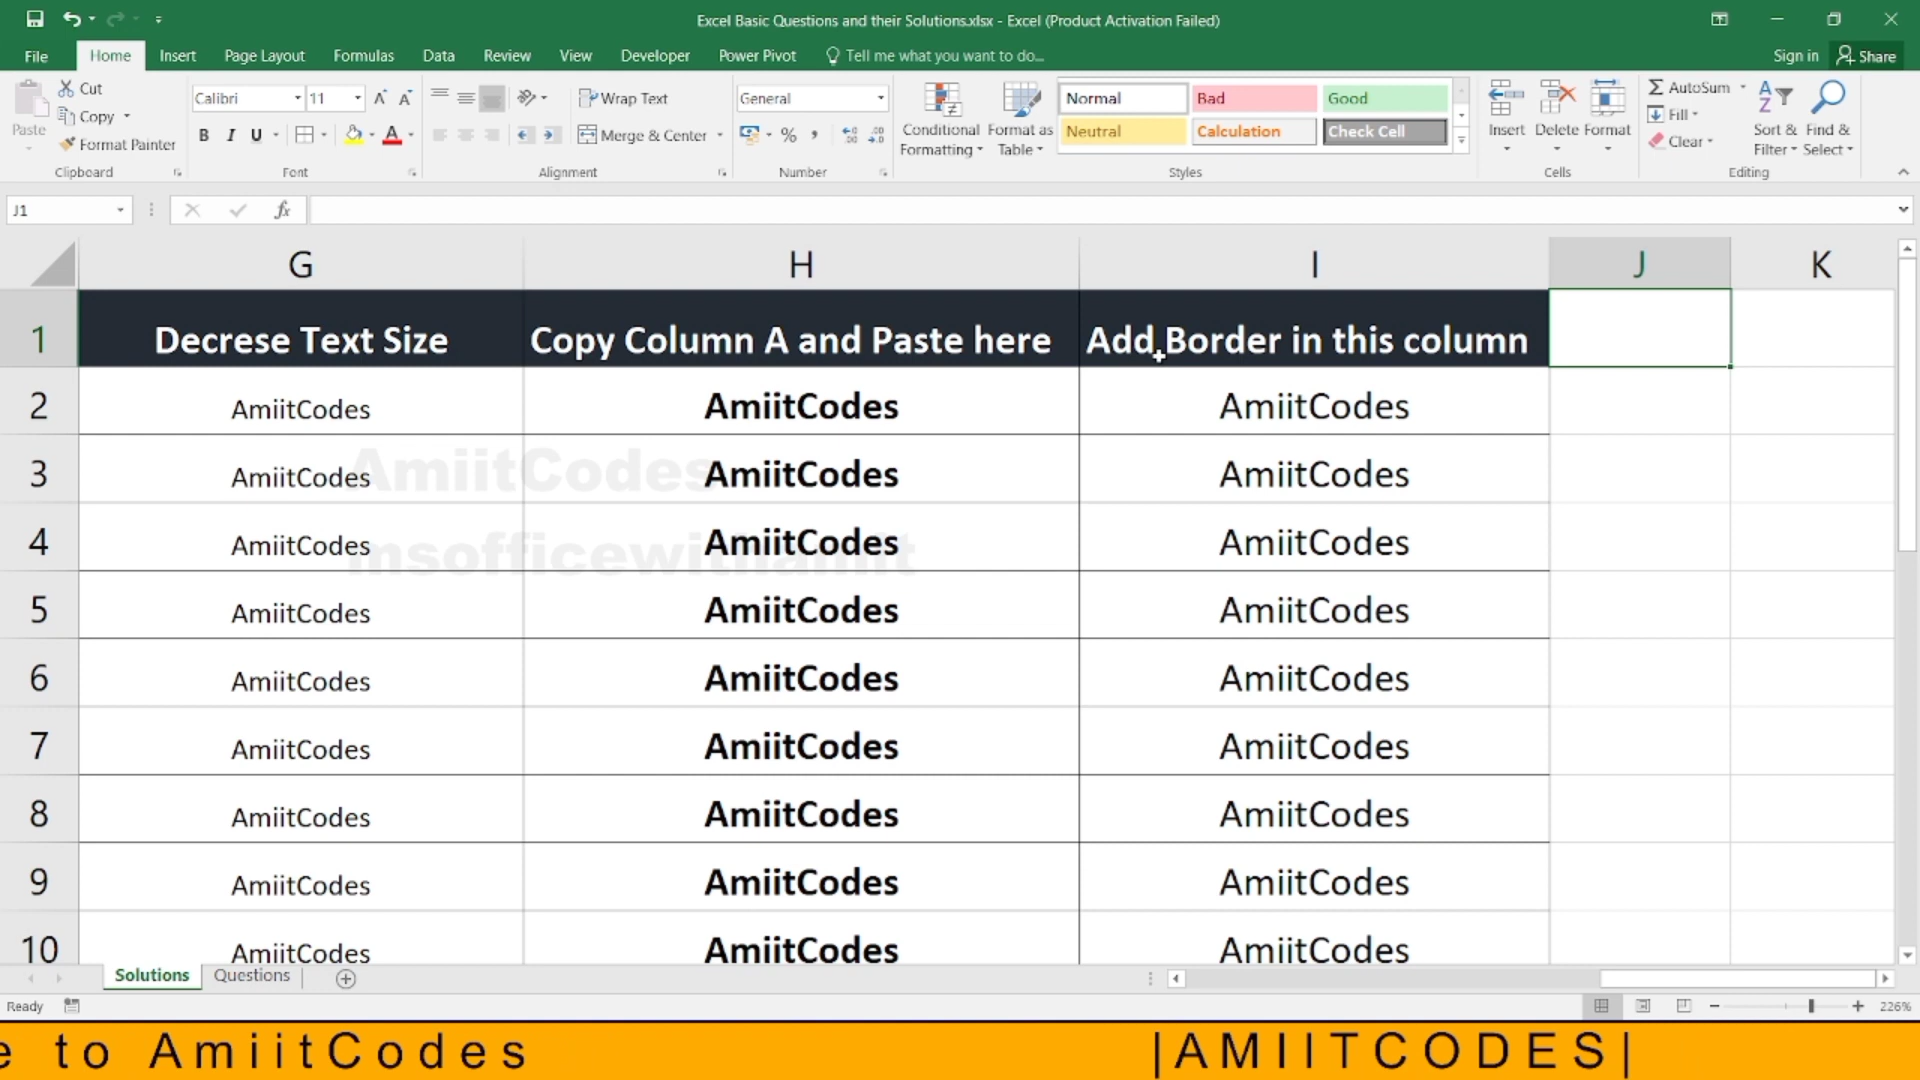 Excel Basic Questions and their Solutions.xlsx - Excel (Product Activation Failed)
File Home Insert Page Layout Formulas Data Review View Developer Power Pivot Tell me what you want to do... Sign in Share
Paste Cut Copy Format Painter Clipboard
Calibri 11 B I U Font
Wrap Text Merge & Center Alignment
General % , Number
Conditional Formatting Format as Table
Normal Bad Good
Neutral Calculation Check Cell
Styles
Insert Delete Format Cells
AutoSum Fill Clear Sort & Filter Find & Select Editing
J1 fx
G H I J K
1 Decrese Text Size Copy Column A and Paste here Add Border in this column
2 AmiitCodes AmiitCodes AmiitCodes
3 AmiitCodes AmiitCodes AmiitCodes
AmiitCodes
4 AmiitCodes AmiitCodes AmiitCodes
msofficewithamit
5 AmiitCodes AmiitCodes AmiitCodes
6 AmiitCodes AmiitCodes AmiitCodes
7 AmiitCodes AmiitCodes AmiitCodes
8 AmiitCodes AmiitCodes AmiitCodes
9 AmiitCodes AmiitCodes AmiitCodes
10 AmiitCodes AmiitCodes AmiitCodes
Solutions Questions
Ready 226%
e to AmiitCodes |AMIITCODES|